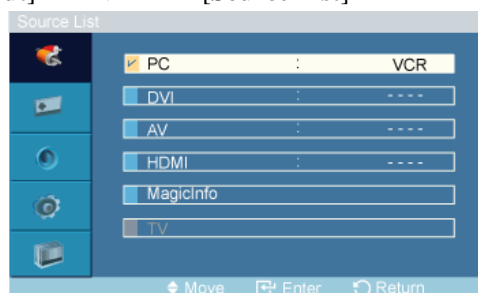 Source List
PC : VCR
DVI : ----
AV : ----
HDMI : ----
MagicInfo
TV
Move Enter Return